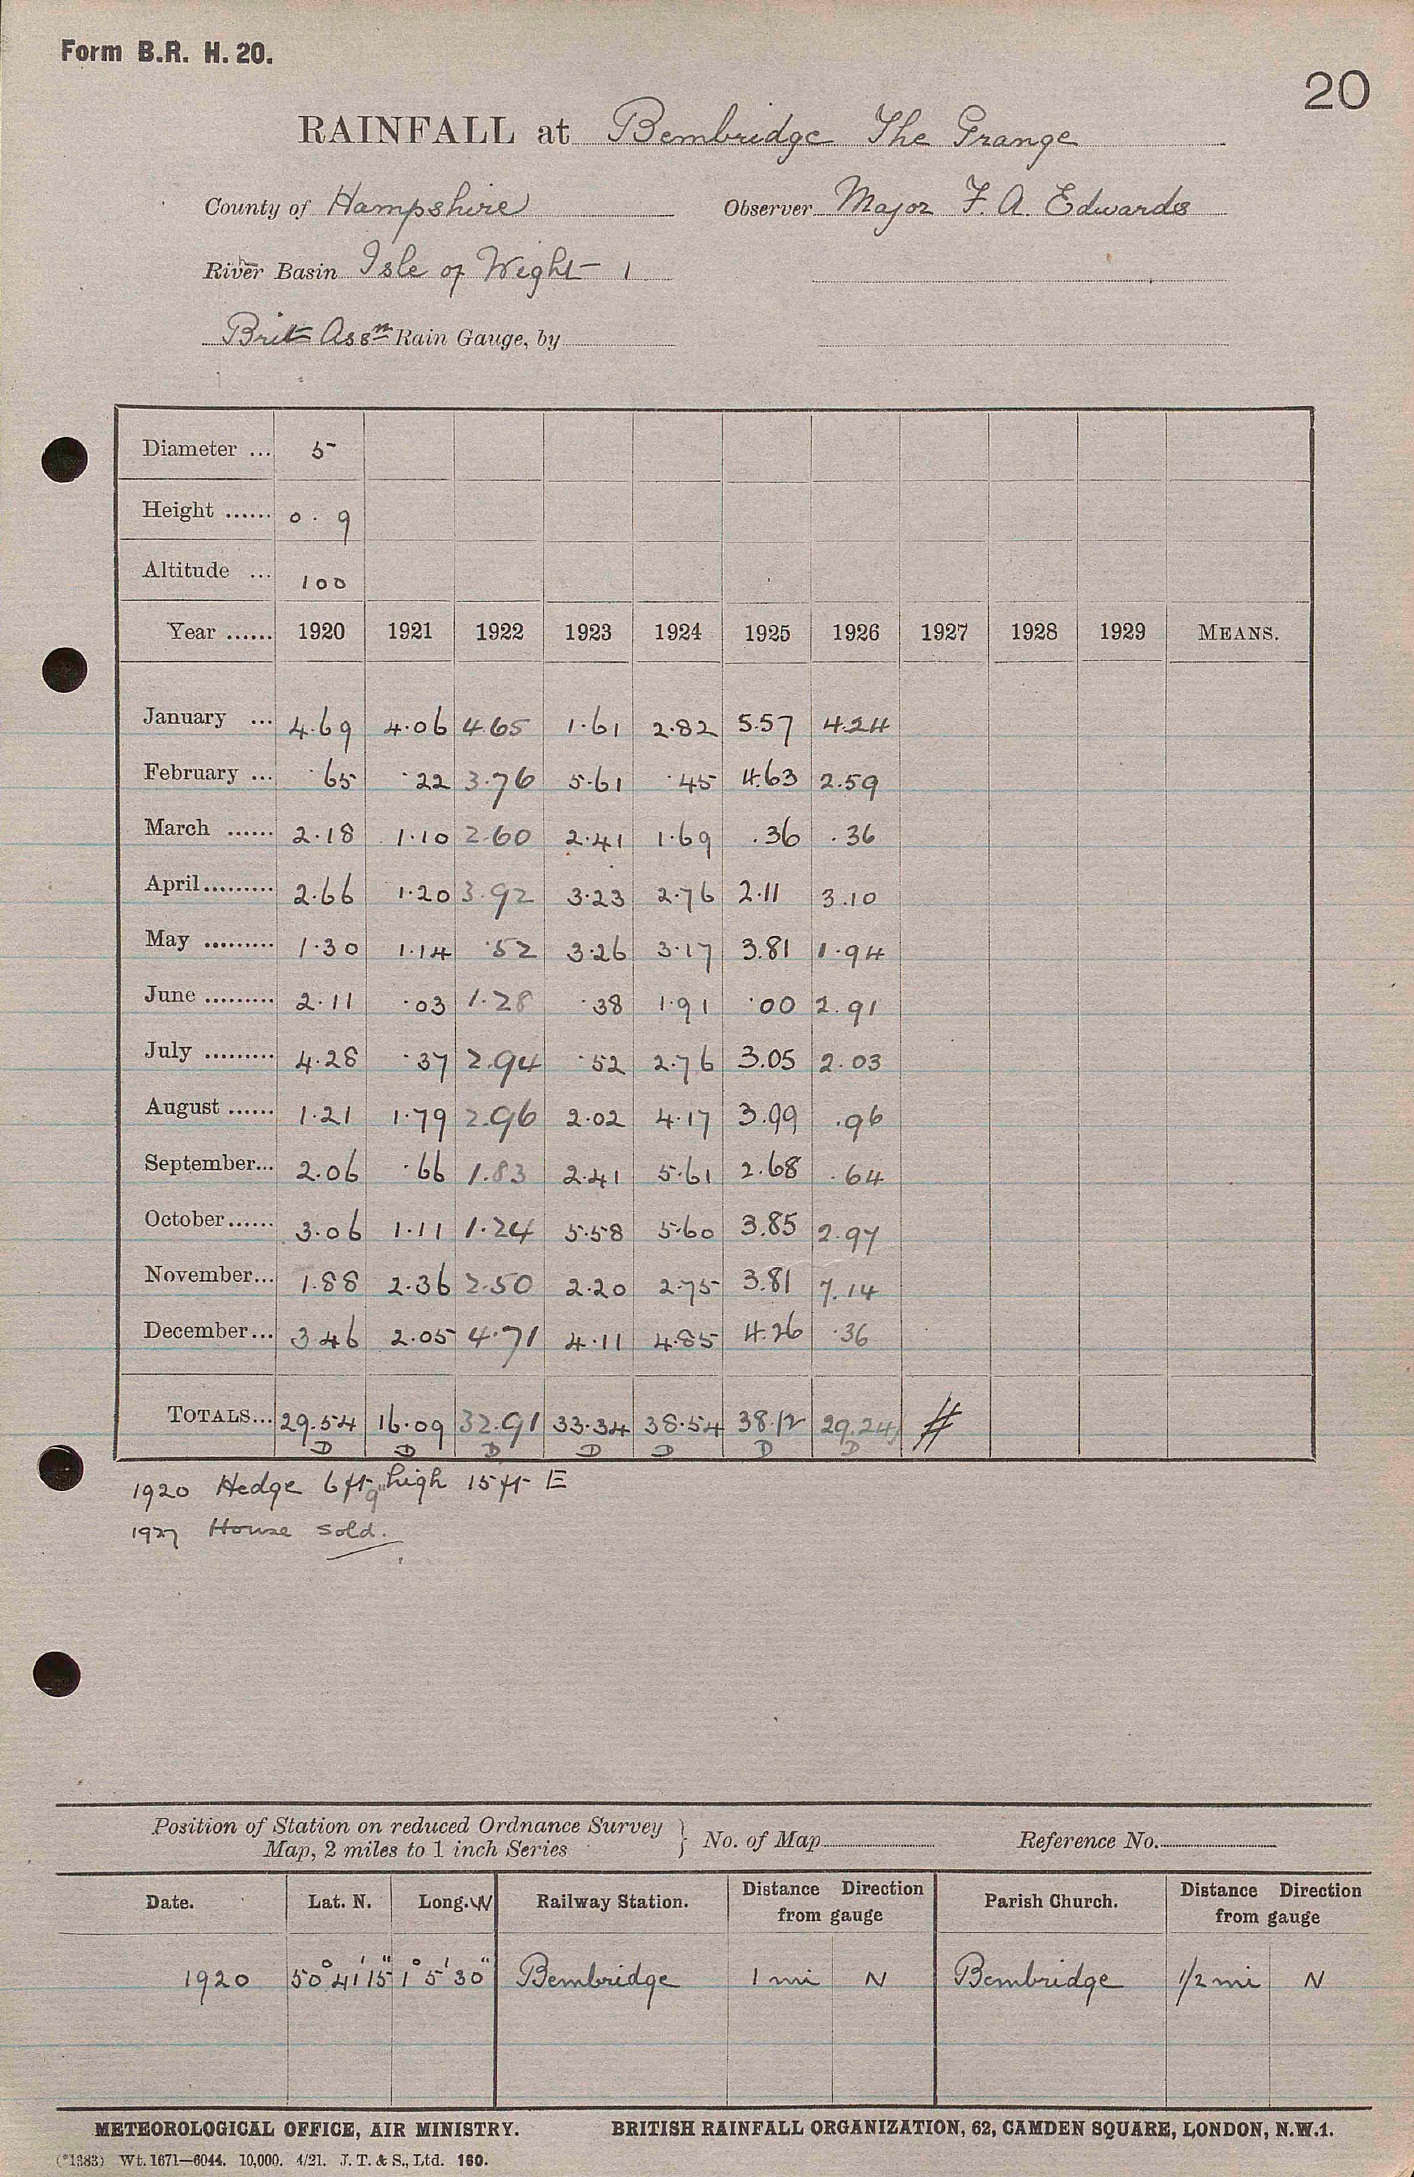 Form B.R. H. 20.
20
RAINFALL at Bembridge The Grange
County of Hampshire Observer Major F. A. Edwards
River Basin Isle of Wight 1
Brit Assn Rain Gauge, by
Diameter ... 5
Height ...... 0. 9
Altitude ... 100
Year ...... 1920 1921 1922 1923 1924 1925 1926 1927 1928 1929 MEANS.
January ... 4.69 4.06 4.65 1.61 2.82 5.57 4.24
February ... .65 .22 3.76 5.61 .45 4.63 2.59
March ...... 2.18 1.10 2.60 2.41 1.69 .36 .36
April......... 2.66 1.20 3.92 3.23 2.76 2.11 3.10
May ......... 1.30 1.14 .52 3.26 3.17 3.81 1.94
June ......... 2.11 .03 1.28 .38 1.91 .00 2.91
July ......... 4.28 .37 2.94 .52 2.76 3.05 2.03
August ...... 1.21 1.79 2.96 2.02 4.17 3.99 .96
September... 2.06 .66 1.83 2.41 5.61 2.68 .64
October...... 3.06 1.11 1.24 5.58 5.60 3.85 2.97
November... 1.88 2.36 2.50 2.20 2.75 3.81 7.14
December... 3.46 2.05 4.71 4.11 4.85 4.26 .36
TOTALS... 29.54 16.09 32.91 33.34 38.54 38.12 29.24
D D D D D D D
1920 Hedge 6 ft 9" high 15 ft E
1927 House sold.
Position of Station on reduced Ordnance Survey
Map, 2 miles to 1 inch Series } No. of Map Reference No.
Date. Lat. N. Long. W Railway Station. Distance Direction from gauge Parish Church. Distance Direction from gauge
1920 50° 41' 15" 1° 5' 30" Bembridge 1 mi N Bembridge 1/2 mi N
METEOROLOGICAL OFFICE, AIR MINISTRY. BRITISH RAINFALL ORGANIZATION, 62, CAMDEN SQUARE, LONDON, N.W.1.
(*1383) Wt. 1671—6044. 10,000. 4/21. J. T. & S., Ltd. 160.